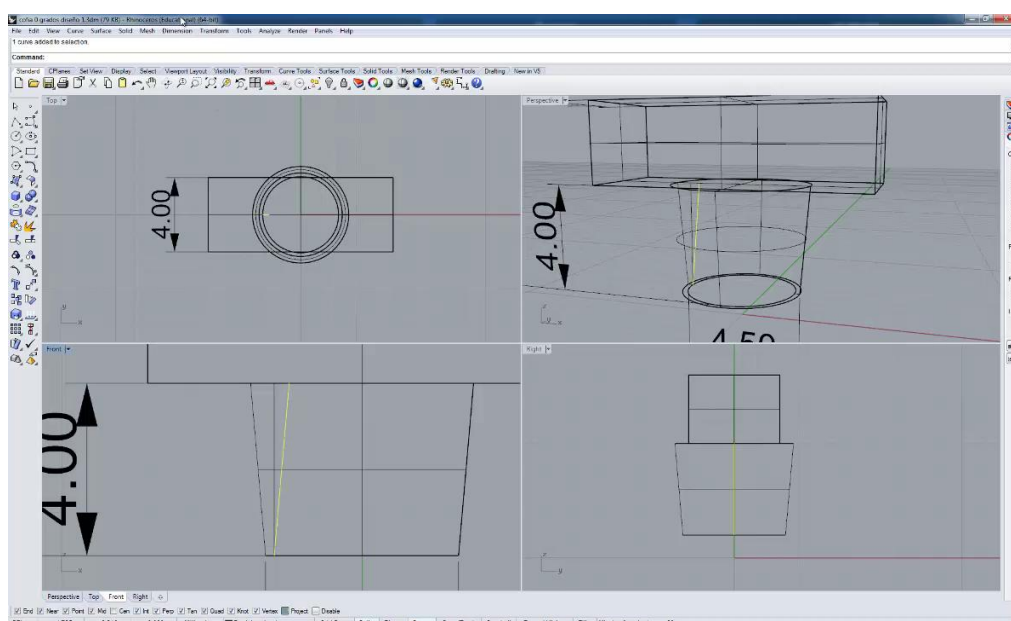 cofia 0 grados diseño 1.3dm (79 KB) - Rhinoceros (Educational) (64-bit)
File Edit View Curve Surface Solid Mesh Dimension Transform Tools Analyze Render Panels Help
1 curve added to selection.
Command:
Standard CPlanes Set View Display Select Viewport Layout Visibility Transform Curve Tools Surface Tools Solid Tools Mesh Tools Render Tools Drafting New in V5
Top
4.00
Perspective
4.00
4.50
Front
4.00
Right
Perspective Top Front Right
End Near Point Mid Cen Int Perp Tan Quad Knot Vertex Project Disable